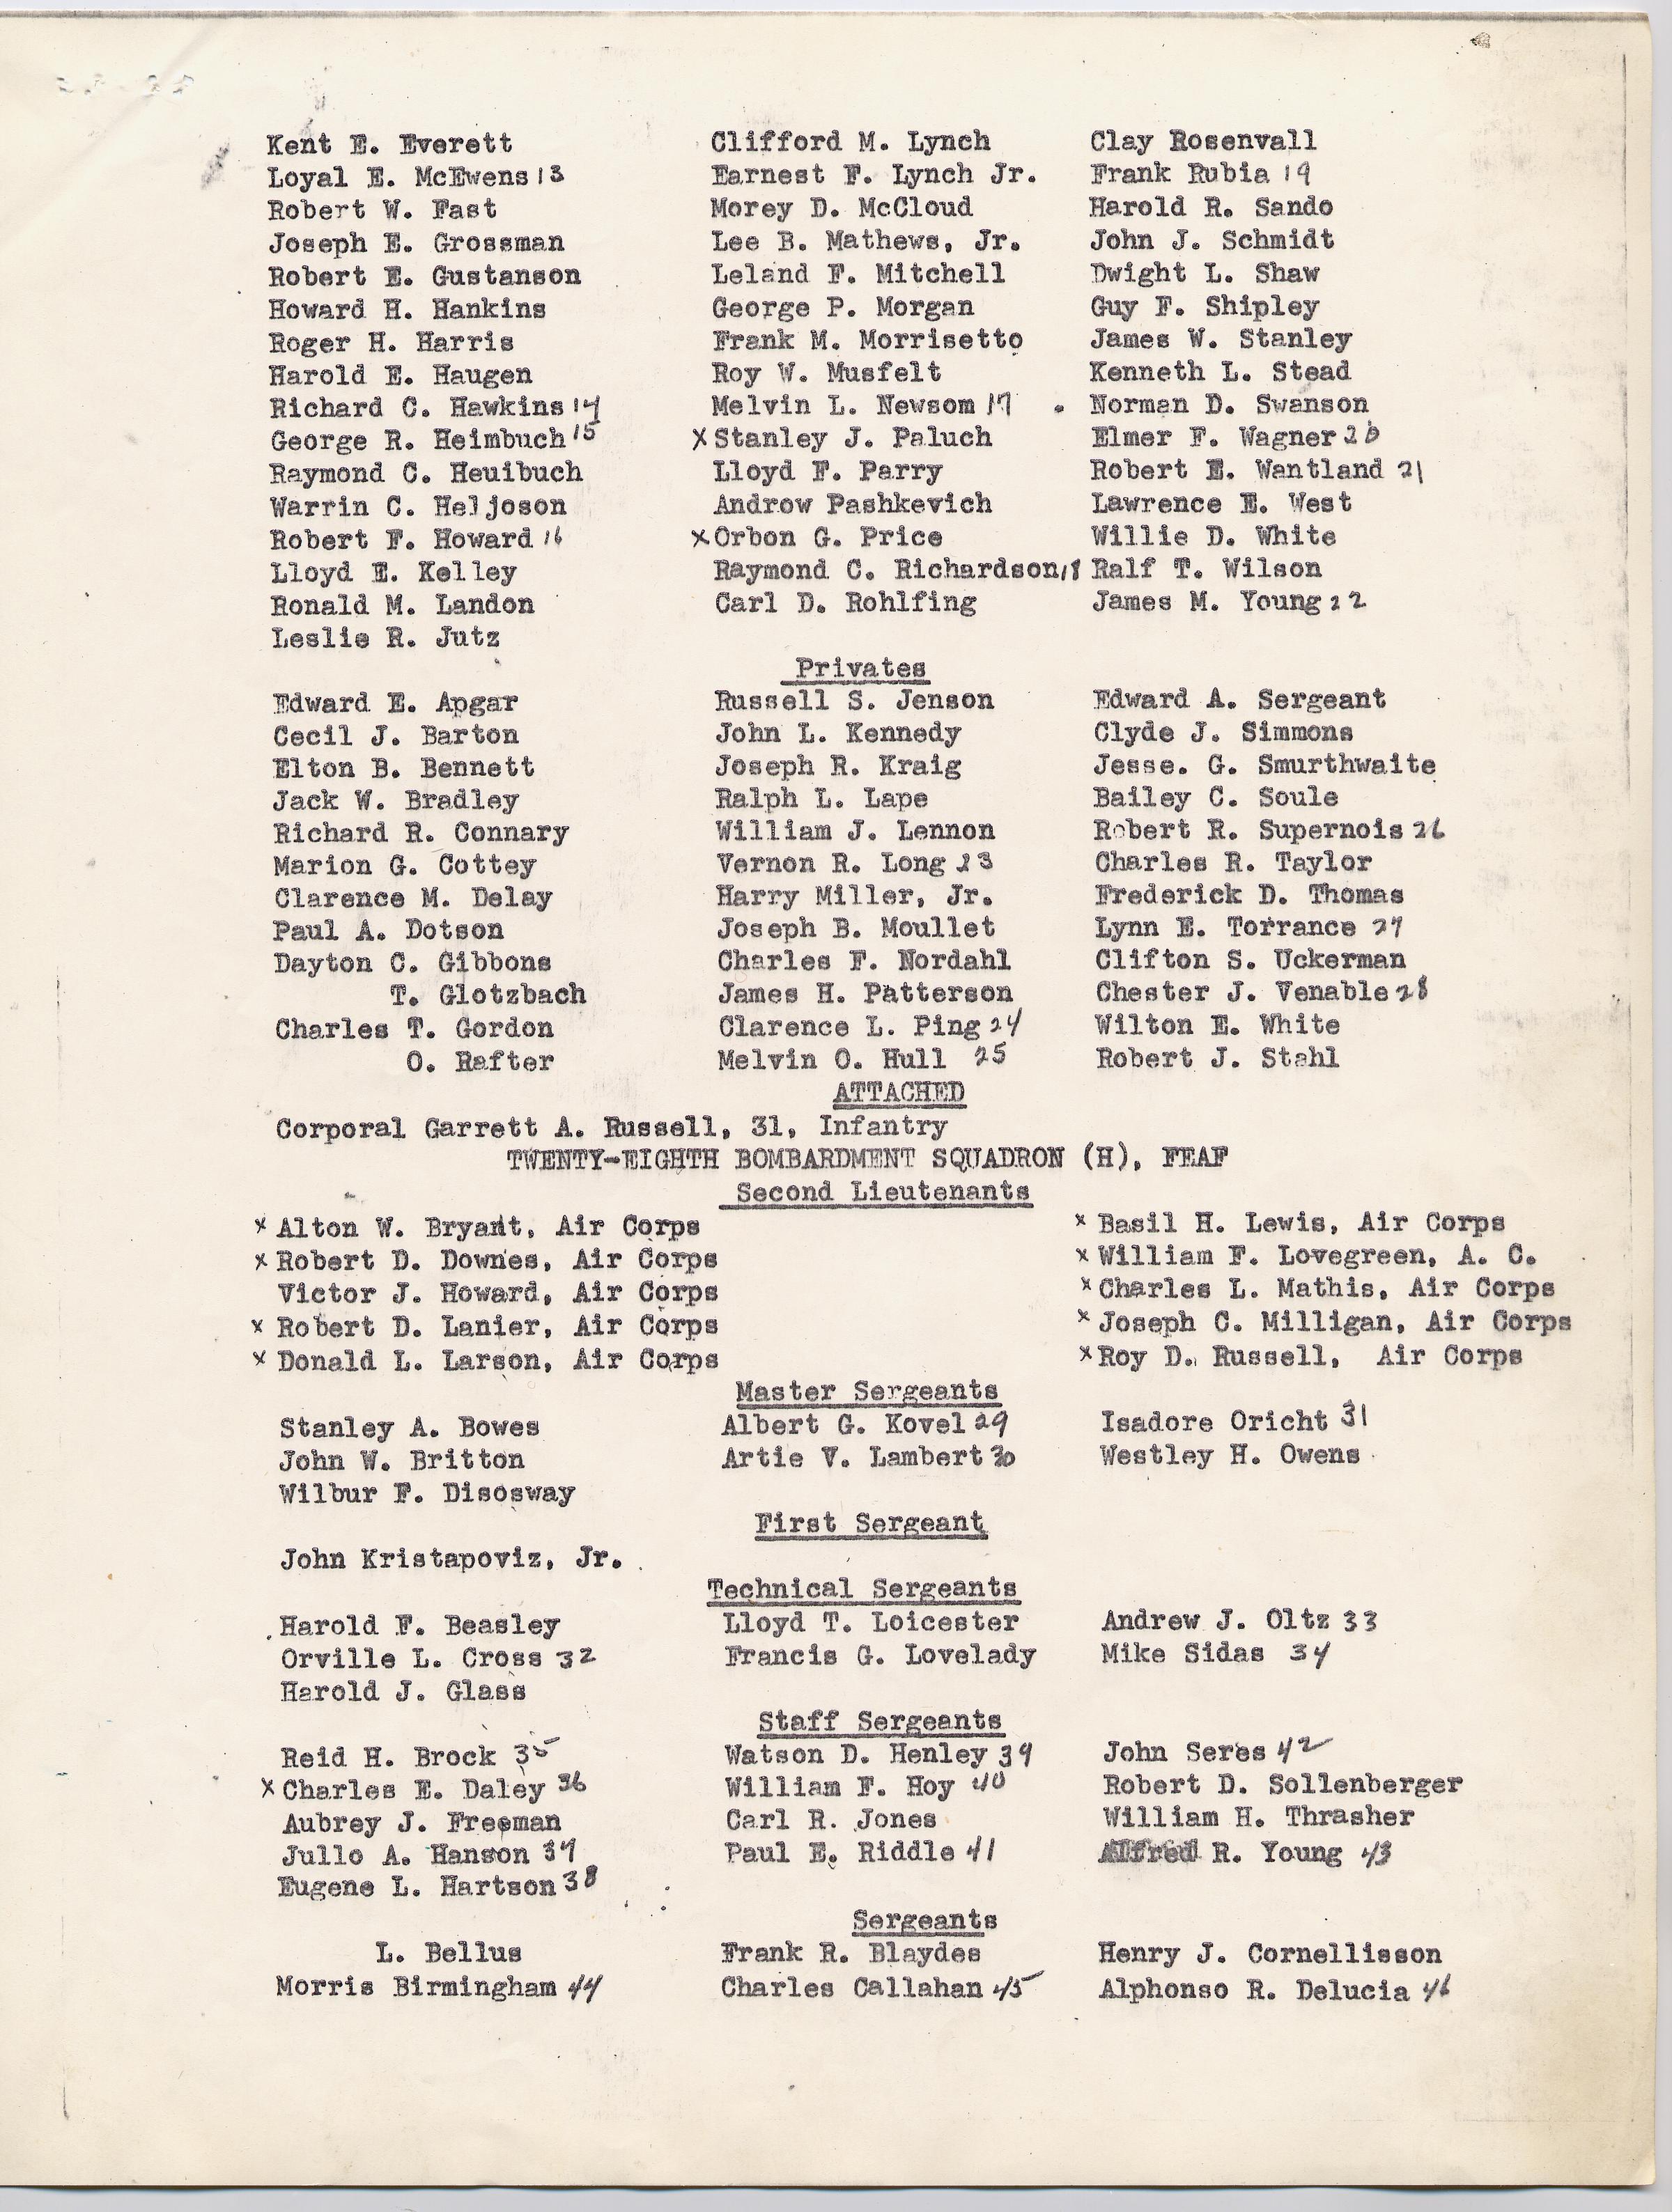 Kent E. Everett Clifford M. Lynch Clay Rosenvall
Loyal E. McEwens 13 Earnest F. Lynch Jr. Frank Rubia 19
Robert W. Fast Morey D. McCloud Harold R. Sando
Joseph E. Grossman Lee B. Mathews, Jr. John J. Schmidt
Robert E. Gustanson Leland F. Mitchell Dwight L. Shaw
Howard H. Hankins George P. Morgan Guy F. Shipley
Roger H. Harris Frank M. Morrisetto James W. Stanley
Harold E. Haugen Roy W. Musfelt Kenneth L. Stead
Richard C. Hawkins 14 Melvin L. Newsom 17 Norman D. Swanson
George R. Heimbuch 15 X Stanley J. Paluch Elmer F. Wagner 20
Raymond C. Heuibuch Lloyd F. Parry Robert E. Wantland 21
Warrin C. Heljoson Androw Pashkevich Lawrence E. West
Robert F. Howard 16 X Orbon G. Price Willie D. White
Lloyd E. Kelley Raymond C. Richardson, 18 Ralf T. Wilson
Ronald M. Landon Carl D. Rohlfing James M. Young 22
Leslie R. Jutz
Privates
Edward E. Apgar Russell S. Jenson Edward A. Sergeant
Cecil J. Barton John L. Kennedy Clyde J. Simmons
Elton B. Bennett Joseph R. Kraig Jesse. G. Smurthwaite
Jack W. Bradley Ralph L. Lape Bailey C. Soule
Richard R. Connary William J. Lennon Robert R. Supernois 26
Marion G. Cottey Vernon R. Long 23 Charles R. Taylor
Clarence M. Delay Harry Miller, Jr. Frederick D. Thomas
Paul A. Dotson Joseph B. Moullet Lynn E. Torrance 27
Dayton C. Gibbons Charles F. Nordahl Clifton S. Uckerman
T. Glotzbach James H. Patterson Chester J. Venable 28
Charles T. Gordon Clarence L. Ping 24 Wilton E. White
O. Rafter Melvin O. Hull 25 Robert J. Stahl
ATTACHED
Corporal Garrett A. Russell, 31, Infantry
TWENTY-EIGHTH BOMBARDMENT SQUADRON (H), FEAF
Second Lieutenants
x Alton W. Bryant, Air Corps x Basil H. Lewis, Air Corps
x Robert D. Downes, Air Corps x William F. Lovegreen, A. C.
Victor J. Howard, Air Corps x Charles L. Mathis, Air Corps
x Robert D. Lanier, Air Corps x Joseph C. Milligan, Air Corps
x Donald L. Larson, Air Corps x Roy D. Russell, Air Corps
Master Sergeants
Stanley A. Bowes Albert G. Kovel 29 Isadore Oricht 31
John W. Britton Artie V. Lambert 30 Westley H. Owens
Wilbur F. Disosway
First Sergeant
John Kristapoviz, Jr.
Technical Sergeants
Harold F. Beasley Lloyd T. Loicester Andrew J. Oltz 33
Orville L. Cross 32 Francis G. Lovelady Mike Sidas 34
Harold J. Glass
Staff Sergeants
Reid H. Brock 35 Watson D. Henley 39 John Seres 42
X Charles E. Daley 36 William F. Hoy 40 Robert D. Sollenberger
Aubrey J. Freeman Carl R. Jones William H. Thrasher
Jullo A. Hanson 37 Paul E. Riddle 41 Alfred R. Young 43
Eugene L. Hartson 38
Sergeants
L. Bellus Frank R. Blaydes Henry J. Cornellisson
Morris Birmingham 44 Charles Callahan 45 Alphonso R. Delucia 46